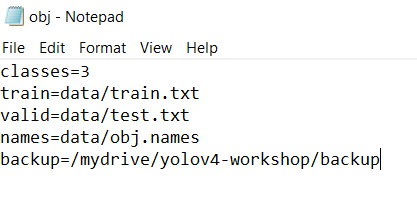 obj - Notepad
File Edit Format View Help
classes=3
train=data/train.txt
valid=data/test.txt
names=data/obj.names
backup=/mydrive/yolov4-workshop/backup